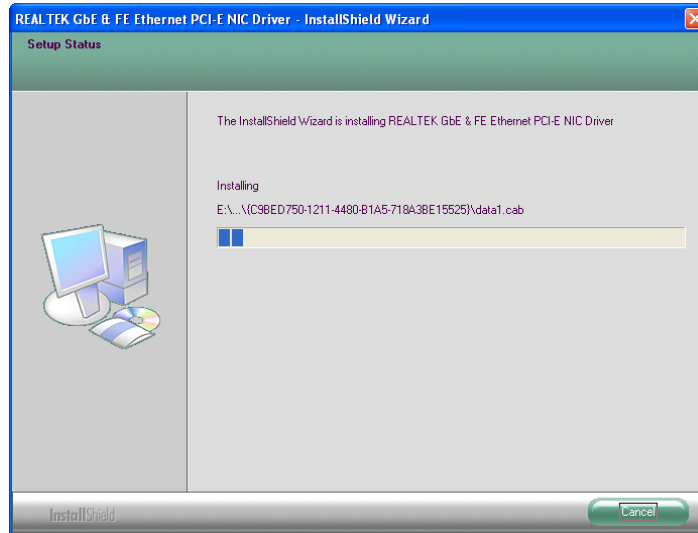 REALTEK GbE & FE Ethernet PCI-E NIC Driver - InstallShield Wizard
Setup Status
The InstallShield Wizard is installing REALTEK GbE & FE Ethernet PCI-E NIC Driver
Installing
E:\...\{C9BED750-1211-4480-B1A5-718A3BE15525}\data1.cab
InstallShield
Cancel